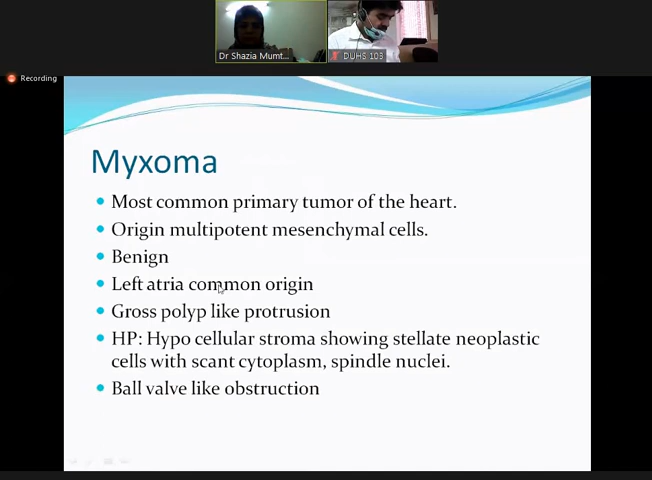 Dr Shazia Mumt...
DUHS 103
Recording
Myxoma
Most common primary tumor of the heart.
Origin multipotent mesenchymal cells.
Benign
Left atria common origin
Gross polyp like protrusion
HP: Hypo cellular stroma showing stellate neoplastic
cells with scant cytoplasm, spindle nuclei.
Ball valve like obstruction